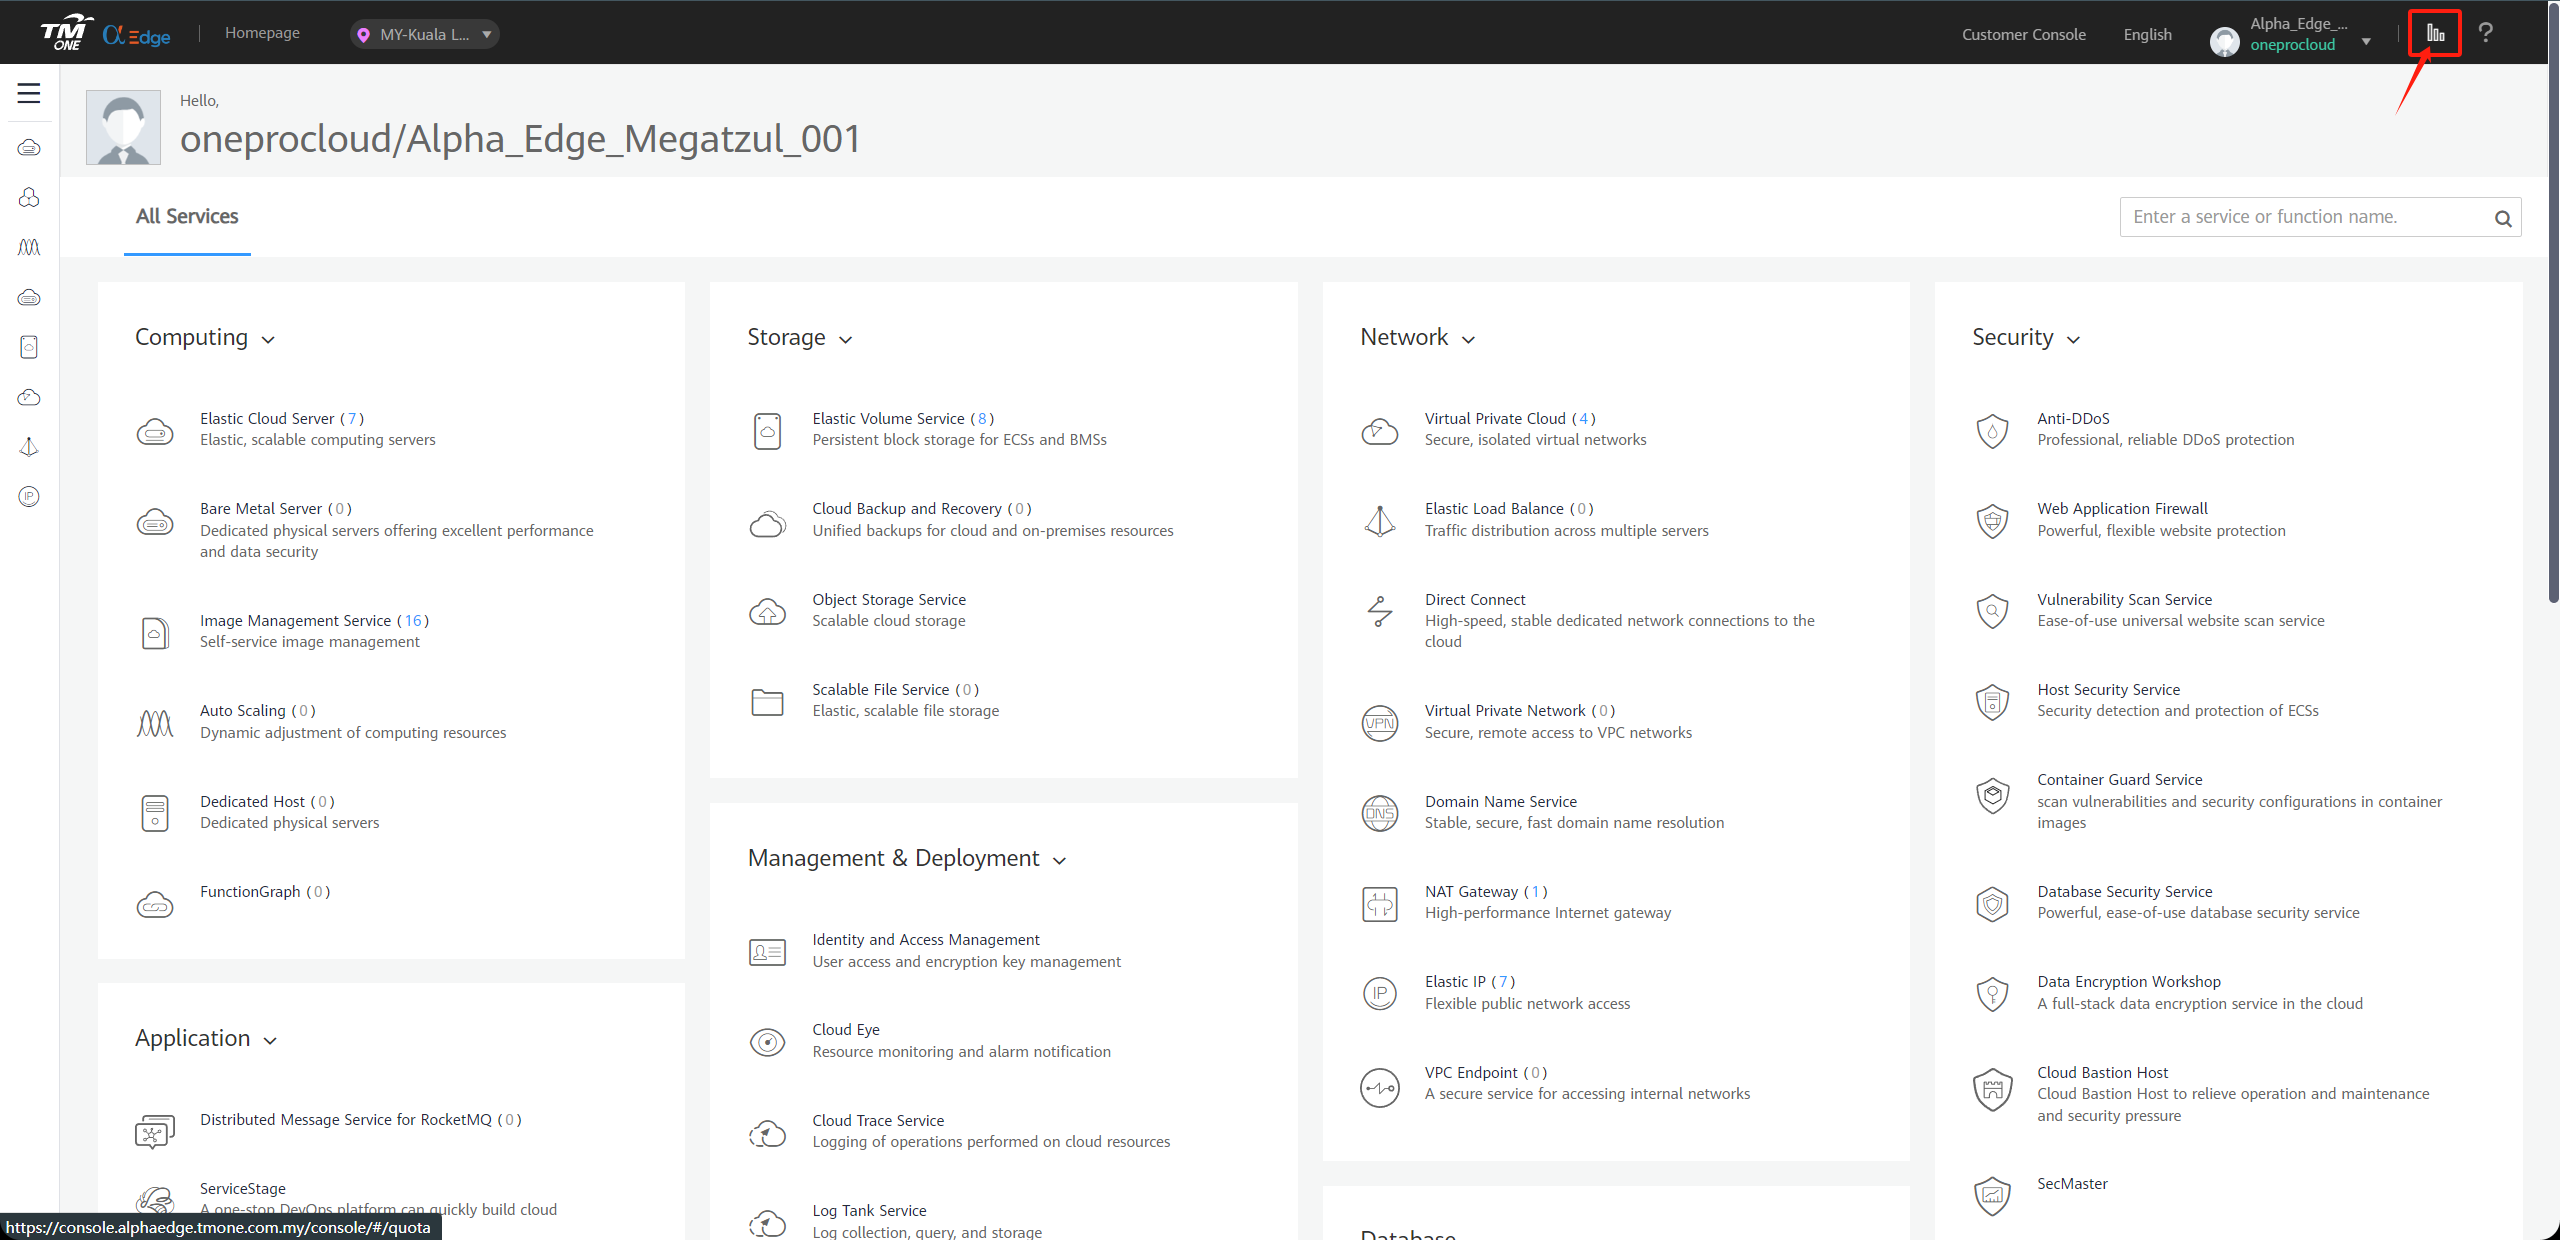 TM ONE α Edge
Homepage
MY-Kuala L...
Customer Console
English
Alpha_Edge_...
oneprocloud
?
Hello,
oneprocloud/Alpha_Edge_Megatzul_001
All Services
Enter a service or function name.
Computing
Elastic Cloud Server (7)
Elastic, scalable computing servers
Bare Metal Server (0)
Dedicated physical servers offering excellent performance
and data security
Image Management Service (16)
Self-service image management
Auto Scaling (0)
Dynamic adjustment of computing resources
Dedicated Host (0)
Dedicated physical servers
FunctionGraph (0)
Application
Distributed Message Service for RocketMQ (0)
ServiceStage
A one-stop DevOps platform can quickly build cloud
Storage
Elastic Volume Service (8)
Persistent block storage for ECSs and BMSs
Cloud Backup and Recovery (0)
Unified backups for cloud and on-premises resources
Object Storage Service
Scalable cloud storage
Scalable File Service (0)
Elastic, scalable file storage
Management & Deployment
Identity and Access Management
User access and encryption key management
Cloud Eye
Resource monitoring and alarm notification
Cloud Trace Service
Logging of operations performed on cloud resources
Log Tank Service
Log collection, query, and storage
Network
Virtual Private Cloud (4)
Secure, isolated virtual networks
Elastic Load Balance (0)
Traffic distribution across multiple servers
Direct Connect
High-speed, stable dedicated network connections to the
cloud
VPN
Virtual Private Network (0)
Secure, remote access to VPC networks
DNS
Domain Name Service
Stable, secure, fast domain name resolution
NAT Gateway (1)
High-performance Internet gateway
IP
Elastic IP (7)
Flexible public network access
VPC Endpoint (0)
A secure service for accessing internal networks
Database
Security
Anti-DDoS
Professional, reliable DDoS protection
Web Application Firewall
Powerful, flexible website protection
Vulnerability Scan Service
Ease-of-use universal website scan service
Host Security Service
Security detection and protection of ECSs
Container Guard Service
scan vulnerabilities and security configurations in container
images
Database Security Service
Powerful, ease-of-use database security service
Data Encryption Workshop
A full-stack data encryption service in the cloud
Cloud Bastion Host
Cloud Bastion Host to relieve operation and maintenance
and security pressure
SecMaster
IP
https://console.alphaedge.tmone.com.my/console/#/quota